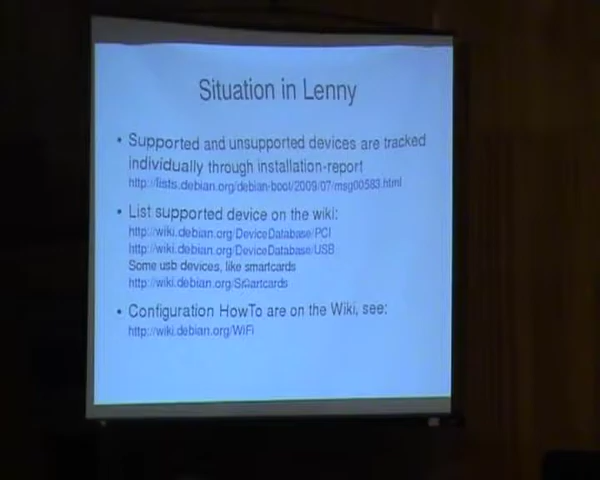 Situation in Lenny
• Supported and unsupported devices are tracked
individually through installation-report
http://lists.debian.org/debian-boot/2009/07/msg00583.html
• List supported device on the wiki:
http://wiki.debian.org/DeviceDatabase/PCI
http://wiki.debian.org/DeviceDatabase/USB
Some usb devices, like smartcards
http://wiki.debian.org/Smartcards
• Configuration HowTo are on the Wiki, see:
http://wiki.debian.org/WiFi